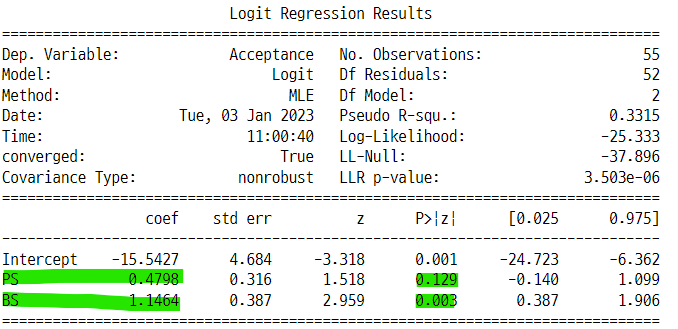 Logit Regression Results
==============================================================================
Dep. Variable: Acceptance No. Observations: 55
Model: Logit Df Residuals: 52
Method: MLE Df Model: 2
Date: Tue, 03 Jan 2023 Pseudo R-squ.: 0.3315
Time: 11:00:40 Log-Likelihood: -25.333
converged: True LL-Null: -37.896
Covariance Type: nonrobust LLR p-value: 3.503e-06
==============================================================================
coef std err z P>|z| [0.025 0.975]
------------------------------------------------------------------------------
Intercept -15.5427 4.684 -3.318 0.001 -24.723 -6.362
PS 0.4798 0.316 1.518 0.129 -0.140 1.099
BS 1.1464 0.387 2.959 0.003 0.387 1.906
==============================================================================